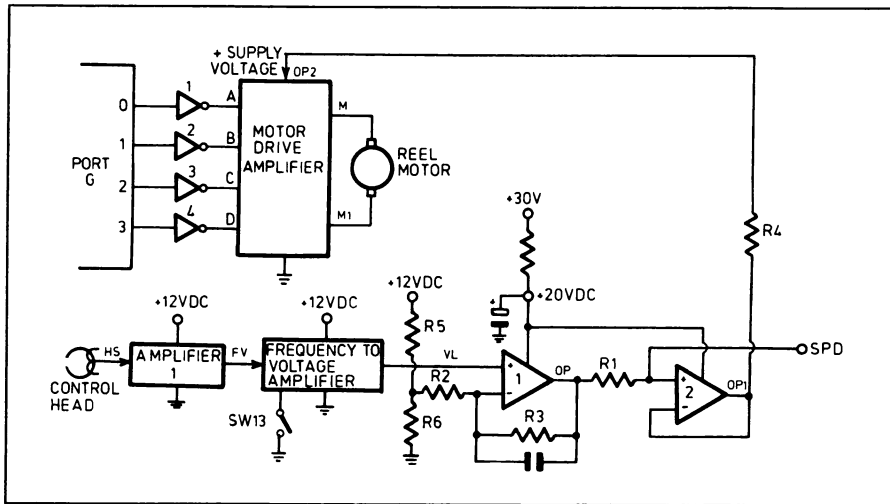 + SUPPLY
VOLTAGE
OP2
PORT
G
0
1
2
3
1
2
3
4
A
B
C
D
MOTOR
DRIVE
AMPLIFIER
M
M1
REEL
MOTOR
+30V
+20VDC
+
R4
+12VDC
+12VDC
+12VDC
CONTROL
HEAD
HS
AMPLIFIER
1
FV
FREQUENCY TO
VOLTAGE
AMPLIFIER
SW13
VL
R5
R2
R6
+
-
1
OP
R3
R1
+
-
2
OP1
SPD